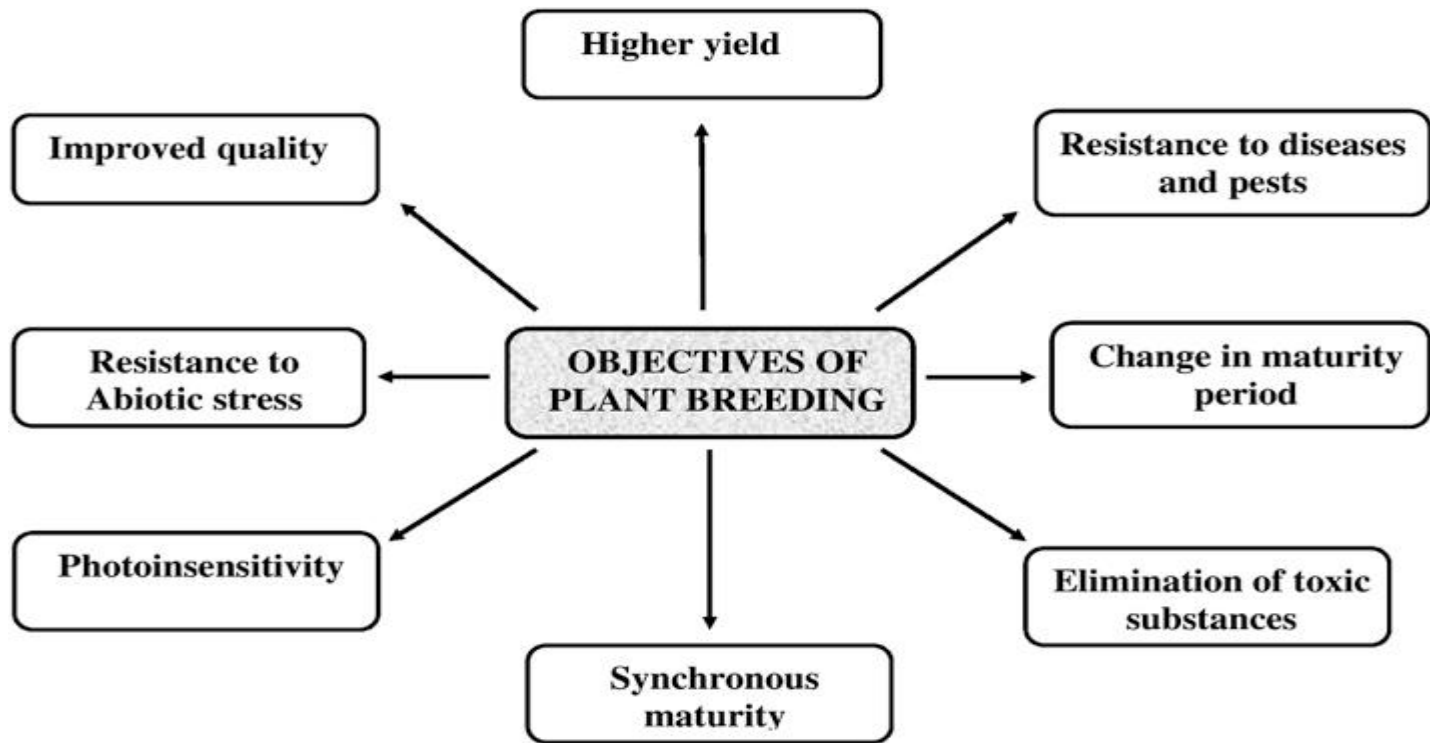 Higher yield
Improved quality
Resistance to diseases
and pests
Resistance to
Abiotic stress
OBJECTIVES OF
PLANT BREEDING
Change in maturity
period
Photoinsensitivity
Elimination of toxic
substances
Synchronous
maturity